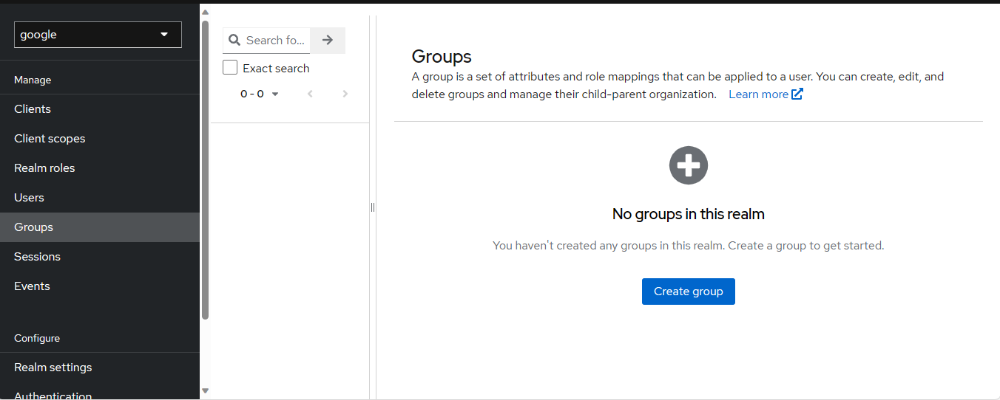 google
Manage
Clients
Client scopes
Realm roles
Users
Groups
Sessions
Events
Configure
Realm settings
Authentication
Search fo...
Exact search
0 - 0
Groups
A group is a set of attributes and role mappings that can be applied to a user. You can create, edit, and
delete groups and manage their child-parent organization. Learn more
No groups in this realm
You haven't created any groups in this realm. Create a group to get started.
Create group